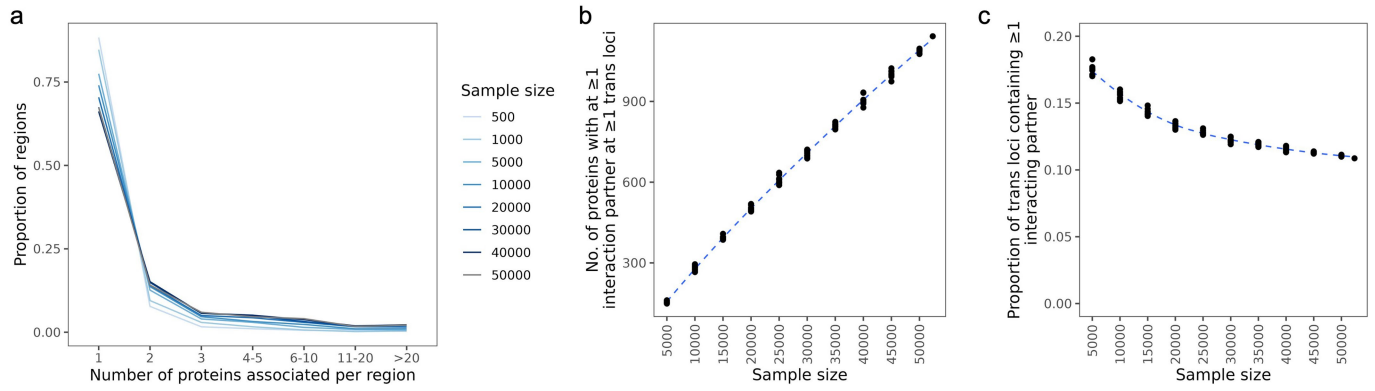 a
Proportion of regions
0.75
0.50
0.25
0.00
1 2 3 4-5 6-10 11-20 >20
Number of proteins associated per region
Sample size
500
1000
5000
10000
20000
30000
40000
50000
b
No. of proteins with at ≥1
interaction partner at ≥1 trans loci
900
600
300
5000 10000 15000 20000 25000 30000 35000 40000 45000 50000
Sample size
c
Proportion of trans loci containing ≥1
interacting partner
0.20
0.15
0.10
0.05
0.00
5000 10000 15000 20000 25000 30000 35000 40000 45000 50000
Sample size